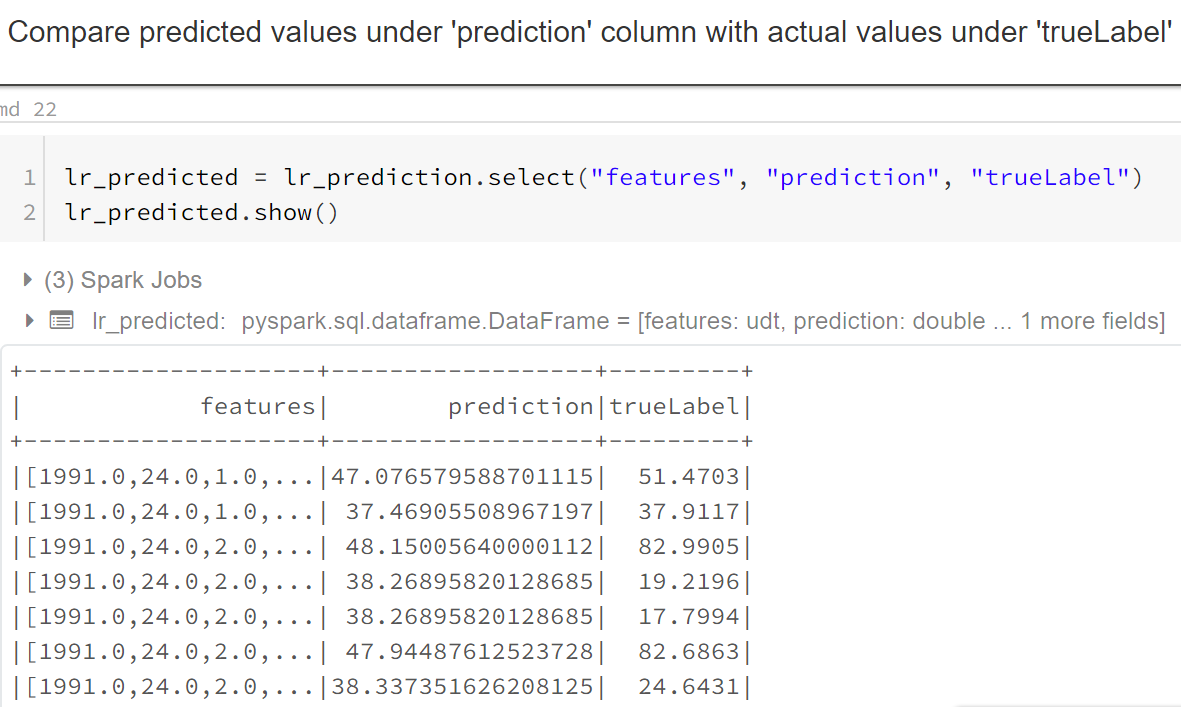 Compare predicted values under 'prediction' column with actual values under 'trueLabel'
md 22
1 lr_predicted = lr_prediction.select("features", "prediction", "trueLabel")
2 lr_predicted.show()
(3) Spark Jobs
lr_predicted: pyspark.sql.dataframe.DataFrame = [features: udt, prediction: double ... 1 more fields]
+--------------------+------------------+---------+
|            features|        prediction|trueLabel|
+--------------------+------------------+---------+
|[1991.0,24.0,1.0,...|47.076579588701115|  51.4703|
|[1991.0,24.0,1.0,...| 37.46905508967197|  37.9117|
|[1991.0,24.0,2.0,...| 48.15005640000112|  82.9905|
|[1991.0,24.0,2.0,...| 38.26895820128685|  19.2196|
|[1991.0,24.0,2.0,...| 38.26895820128685|  17.7994|
|[1991.0,24.0,2.0,...| 47.94487612523728|  82.6863|
|[1991.0,24.0,2.0,...|38.337351626208125|  24.6431|